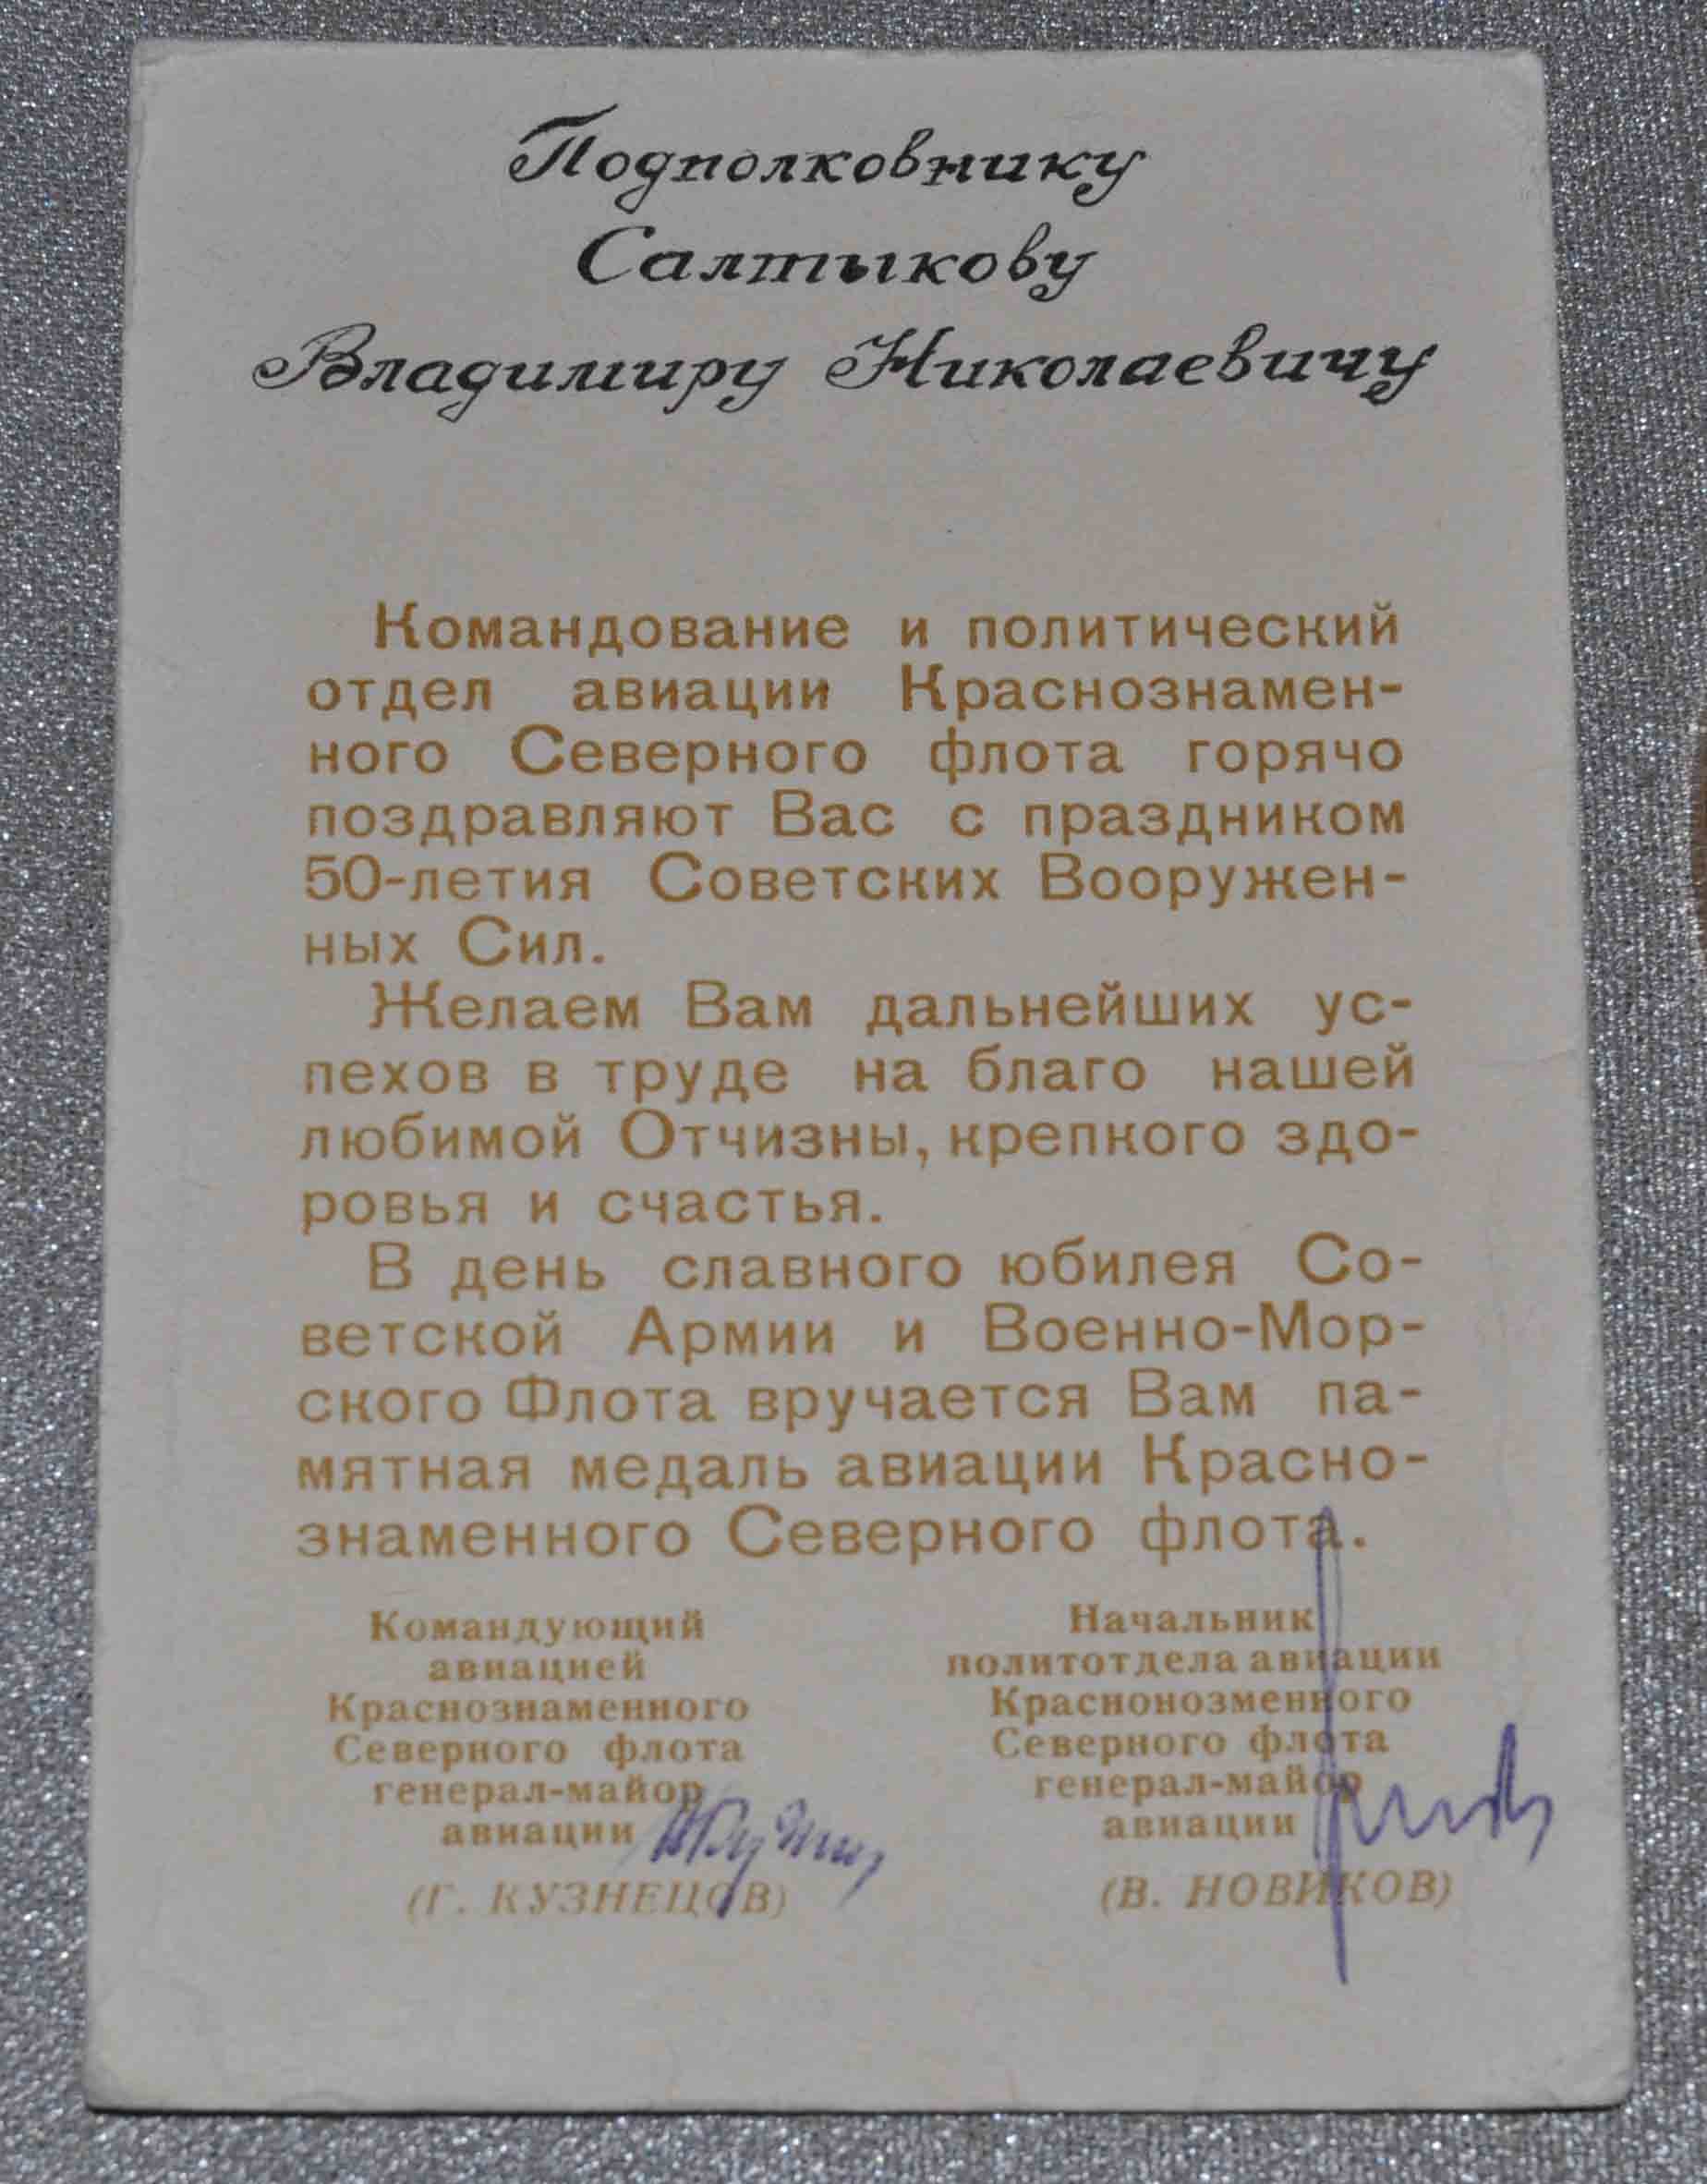 Подполковнику
Салтыкову
Владимиру Николаевичу
Командование и политический
отдел авиации Краснознамен-
ного Северного флота горячо
поздравляют Вас с праздником
50-летия Советских Вооружен-
ных Сил.
Желаем Вам дальнейших ус-
пехов в труде на благо нашей
любимой Отчизны, крепкого здо-
ровья и счастья.
В день славного юбилея Со-
ветской Армии и Военно-Мор-
ского Флота вручается Вам па-
мятная медаль авиации Красно-
знаменного Северного флота.
Командующий
авиацией
Краснознаменного
Северного флота
генерал-майор
авиации
(Г. КУЗНЕЦОВ)
Начальник
политотдела авиации
Краснонозменного
Северного флота
генерал-майор
авиации
(В. НОВИКОВ)